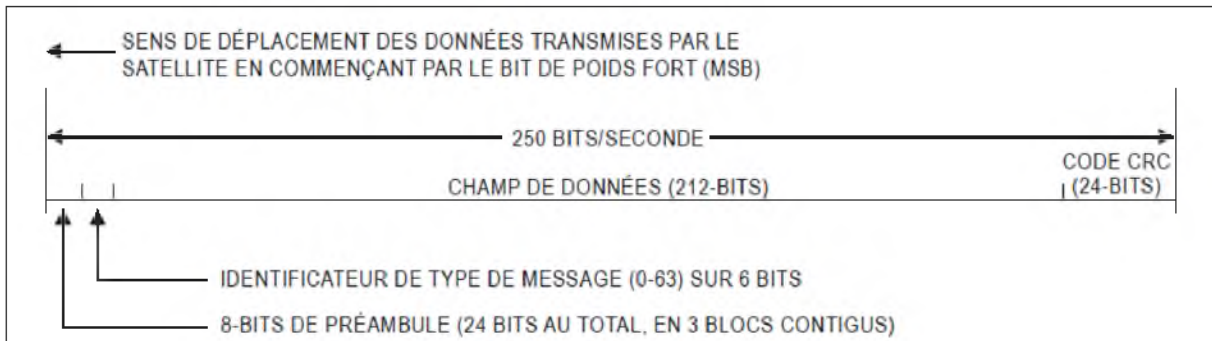 SENS DE DÉPLACEMENT DES DONNÉES TRANSMISES PAR LE
SATELLITE EN COMMENÇANT PAR LE BIT DE POIDS FORT (MSB)
250 BITS/SECONDE
CODE CRC
(24-BITS)
CHAMP DE DONNÉES (212-BITS)
IDENTIFICATEUR DE TYPE DE MESSAGE (0-63) SUR 6 BITS
8-BITS DE PRÉAMBULE (24 BITS AU TOTAL, EN 3 BLOCS CONTIGUS)